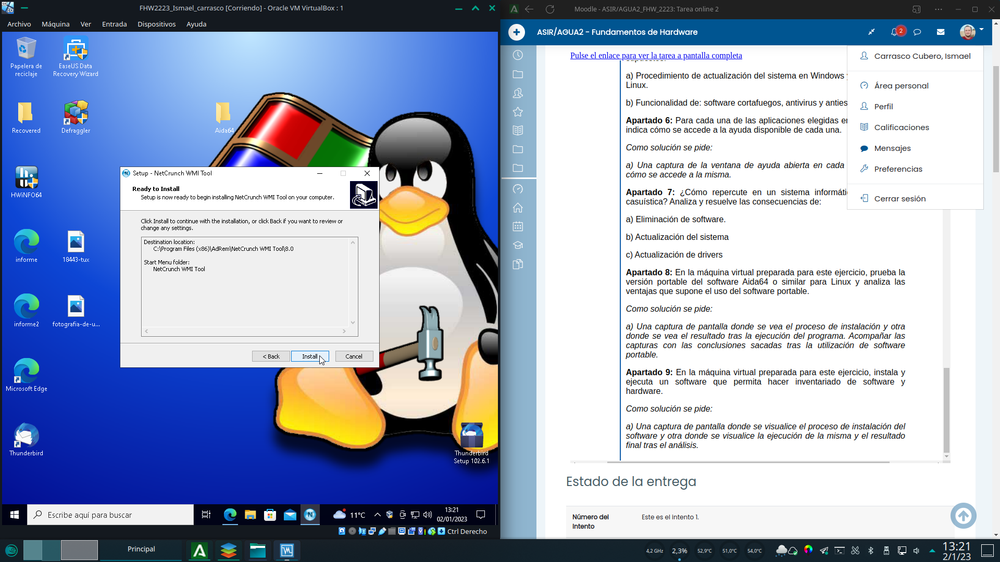 FHW2223_Ismael_carrasco [Corriendo] - Oracle VM VirtualBox : 1
Archivo Máquina Ver Entrada Dispositivos Ayuda
Papelera de reciclaje
EaseUS Data Recovery Wizard
Recovered
Defraggler
Aida64
HWiNFO64
informe
18443-tux
informe2
fotografia-de-u...
Microsoft Edge
Thunderbird
Thunderbird Setup 102.6.1
Setup - NetCrunch WMI Tool
Ready to Install
Setup is now ready to begin installing NetCrunch WMI Tool on your computer.
Click Install to continue with the installation, or click Back if you want to review or
change any settings.
Destination location:
C:\Program Files (x86)\AdRem\NetCrunch WMI Tool\8.0
Start Menu folder:
NetCrunch WMI Tool
< Back
Install
Cancel
Escribe aquí para buscar
11°C
13:21
02/01/2023
Ctrl Derecho
Moodle - ASIR/AGUA2_FHW_2223: Tarea online 2
ASIR/AGUA2 - Fundamentos de Hardware
2
Pulse el enlace para ver la tarea a pantalla completa
a) Procedimiento de actualización del sistema en Windows y
Linux.
b) Funcionalidad de: software cortafuegos, antivirus y anties
Apartado 6: Para cada una de las aplicaciones elegidas en
indica cómo se accede a la ayuda disponible de cada una.
Como solución se pide:
a) Una captura de la ventana de ayuda abierta en cada
cómo se accede a la misma.
Apartado 7: ¿Cómo repercute en un sistema informátic
casuística? Analiza y resuelve las consecuencias de:
a) Eliminación de software.
b) Actualización del sistema
c) Actualización de drivers
Apartado 8: En la máquina virtual preparada para este ejercicio, prueba la
versión portable del software Aida64 o similar para Linux y analiza las
ventajas que supone el uso del software portable.
Como solución se pide:
a) Una captura de pantalla donde se vea el proceso de instalación y otra
donde se vea el resultado tras la ejecución del programa. Acompañar las
capturas con las conclusiones sacadas tras la utilización de software
portable.
Apartado 9: En la máquina virtual preparada para este ejercicio, instala y
ejecuta un software que permita hacer inventariado de software y
hardware.
Como solución se pide:
a) Una captura de pantalla donde se visualice el proceso de instalación del
software y otra donde se visualice la ejecución de la misma y el resultado
final tras el análisis.
Carrasco Cubero, Ismael
Área personal
Perfil
Calificaciones
Mensajes
Preferencias
Cerrar sesión
Estado de la entrega
Número del
Intento
Este es el intento 1.
Principal
4,2 GHz
2,3%
52,9°C
51,0°C
54,0°C
13:21
2/1/23